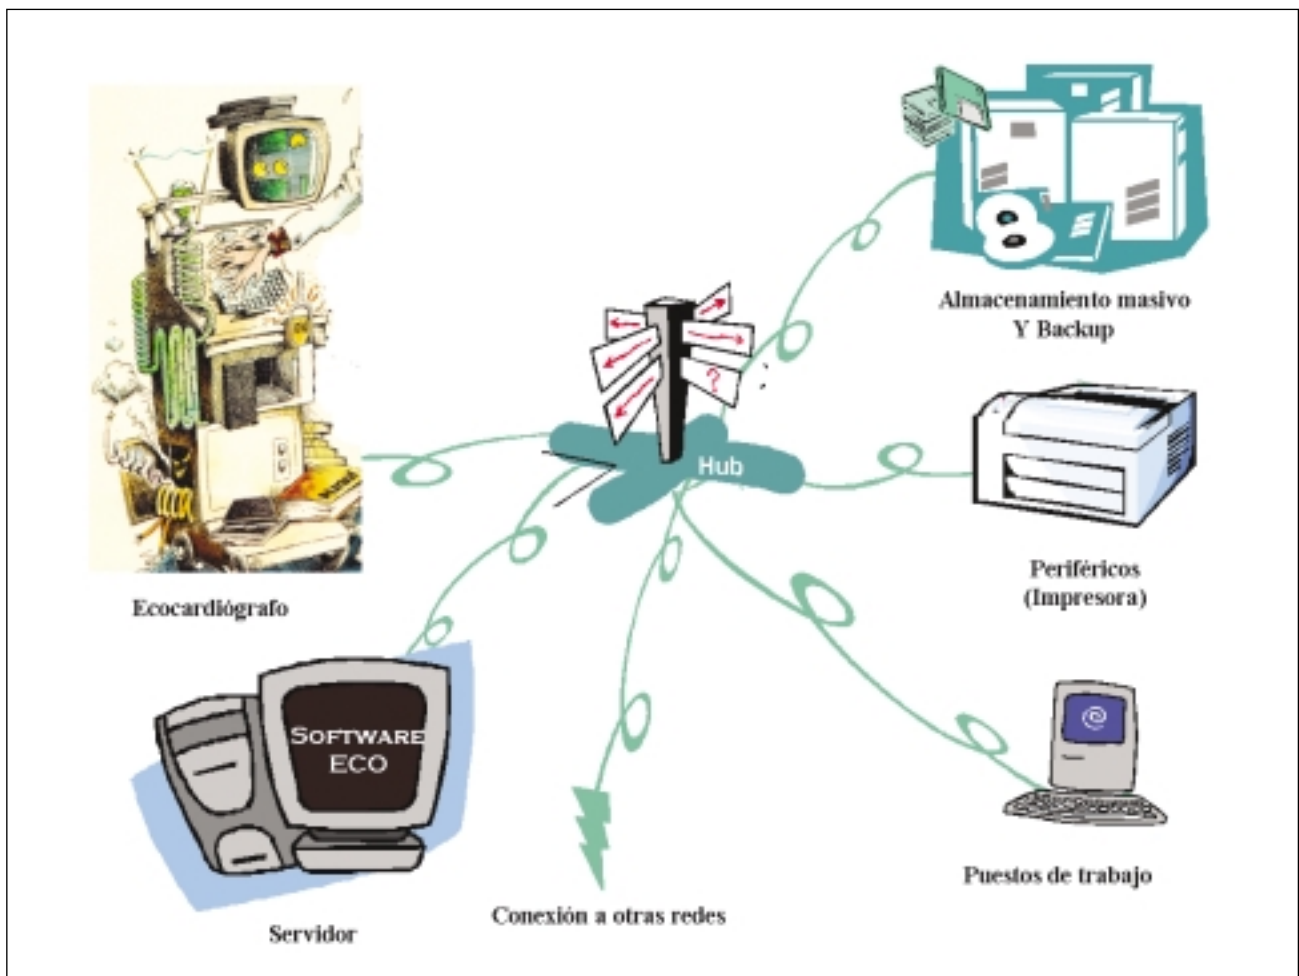 Almacenamiento masivo
Y Backup
?
Hub
Periféricos
(Impresora)
Ecocardiógrafo
SOFTWARE
ECO
Puestos de trabajo
Conexión a otras redes
Servidor